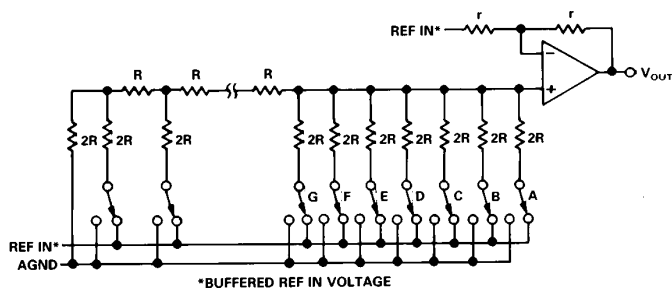 REF IN*
r
r
R
R
R
VOUT
2R
2R
2R
2R
2R
2R
2R
2R
2R
2R
G
F
E
D
C
B
A
REF IN*
AGND
*BUFFERED REF IN VOLTAGE